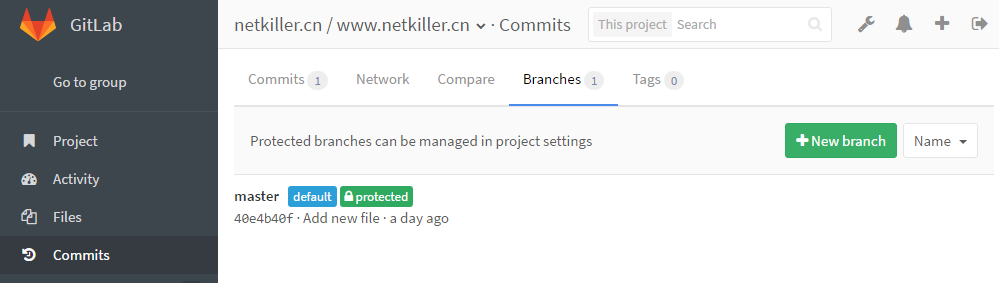 GitLab
netkiller.cn / www.netkiller.cn · Commits
This project Search
Go to group
Commits 1 Network Compare Branches 1 Tags 0
Project
Protected branches can be managed in project settings
New branch
Name
Activity
master default protected
40e4b40f · Add new file · a day ago
Files
Commits